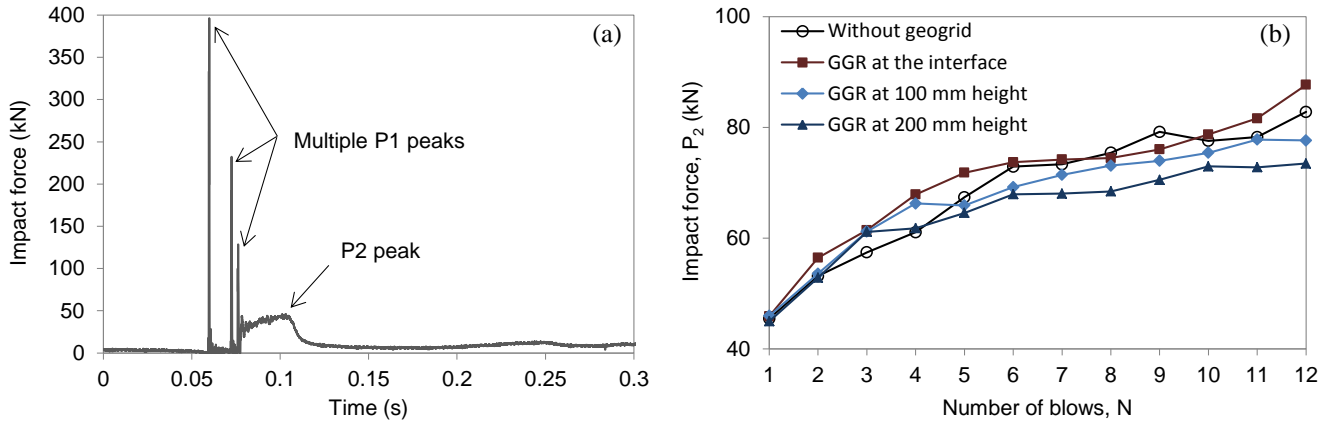 (a)
400
350
300
250
200
150
100
50
0
Impact force (kN)
Multiple P1 peaks
P2 peak
0 0.05 0.1 0.15 0.2 0.25 0.3
Time (s)
(b)
100
80
60
40
Impact force, P2 (kN)
Without geogrid
GGR at the interface
GGR at 100 mm height
GGR at 200 mm height
1 2 3 4 5 6 7 8 9 10 11 12
Number of blows, N